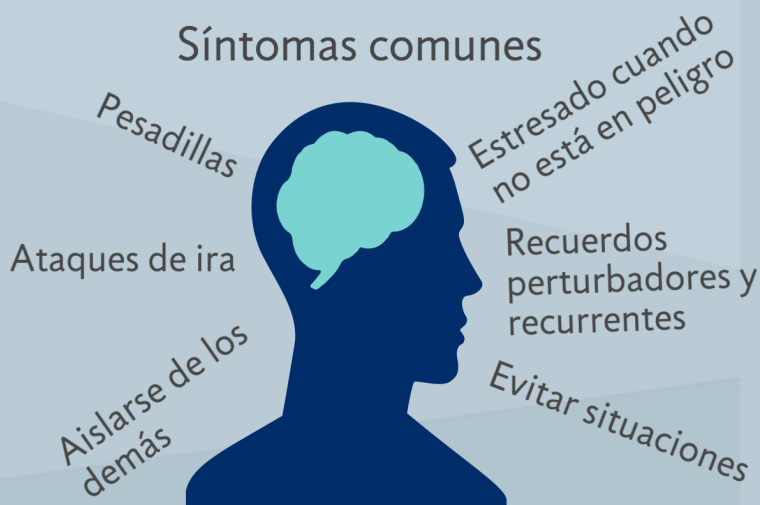 Síntomas comunes
Pesadillas
Estresado cuando
no está en peligro
Ataques de ira
Recuerdos
perturbadores y
recurrentes
Aislarse de los
demás
Evitar situaciones